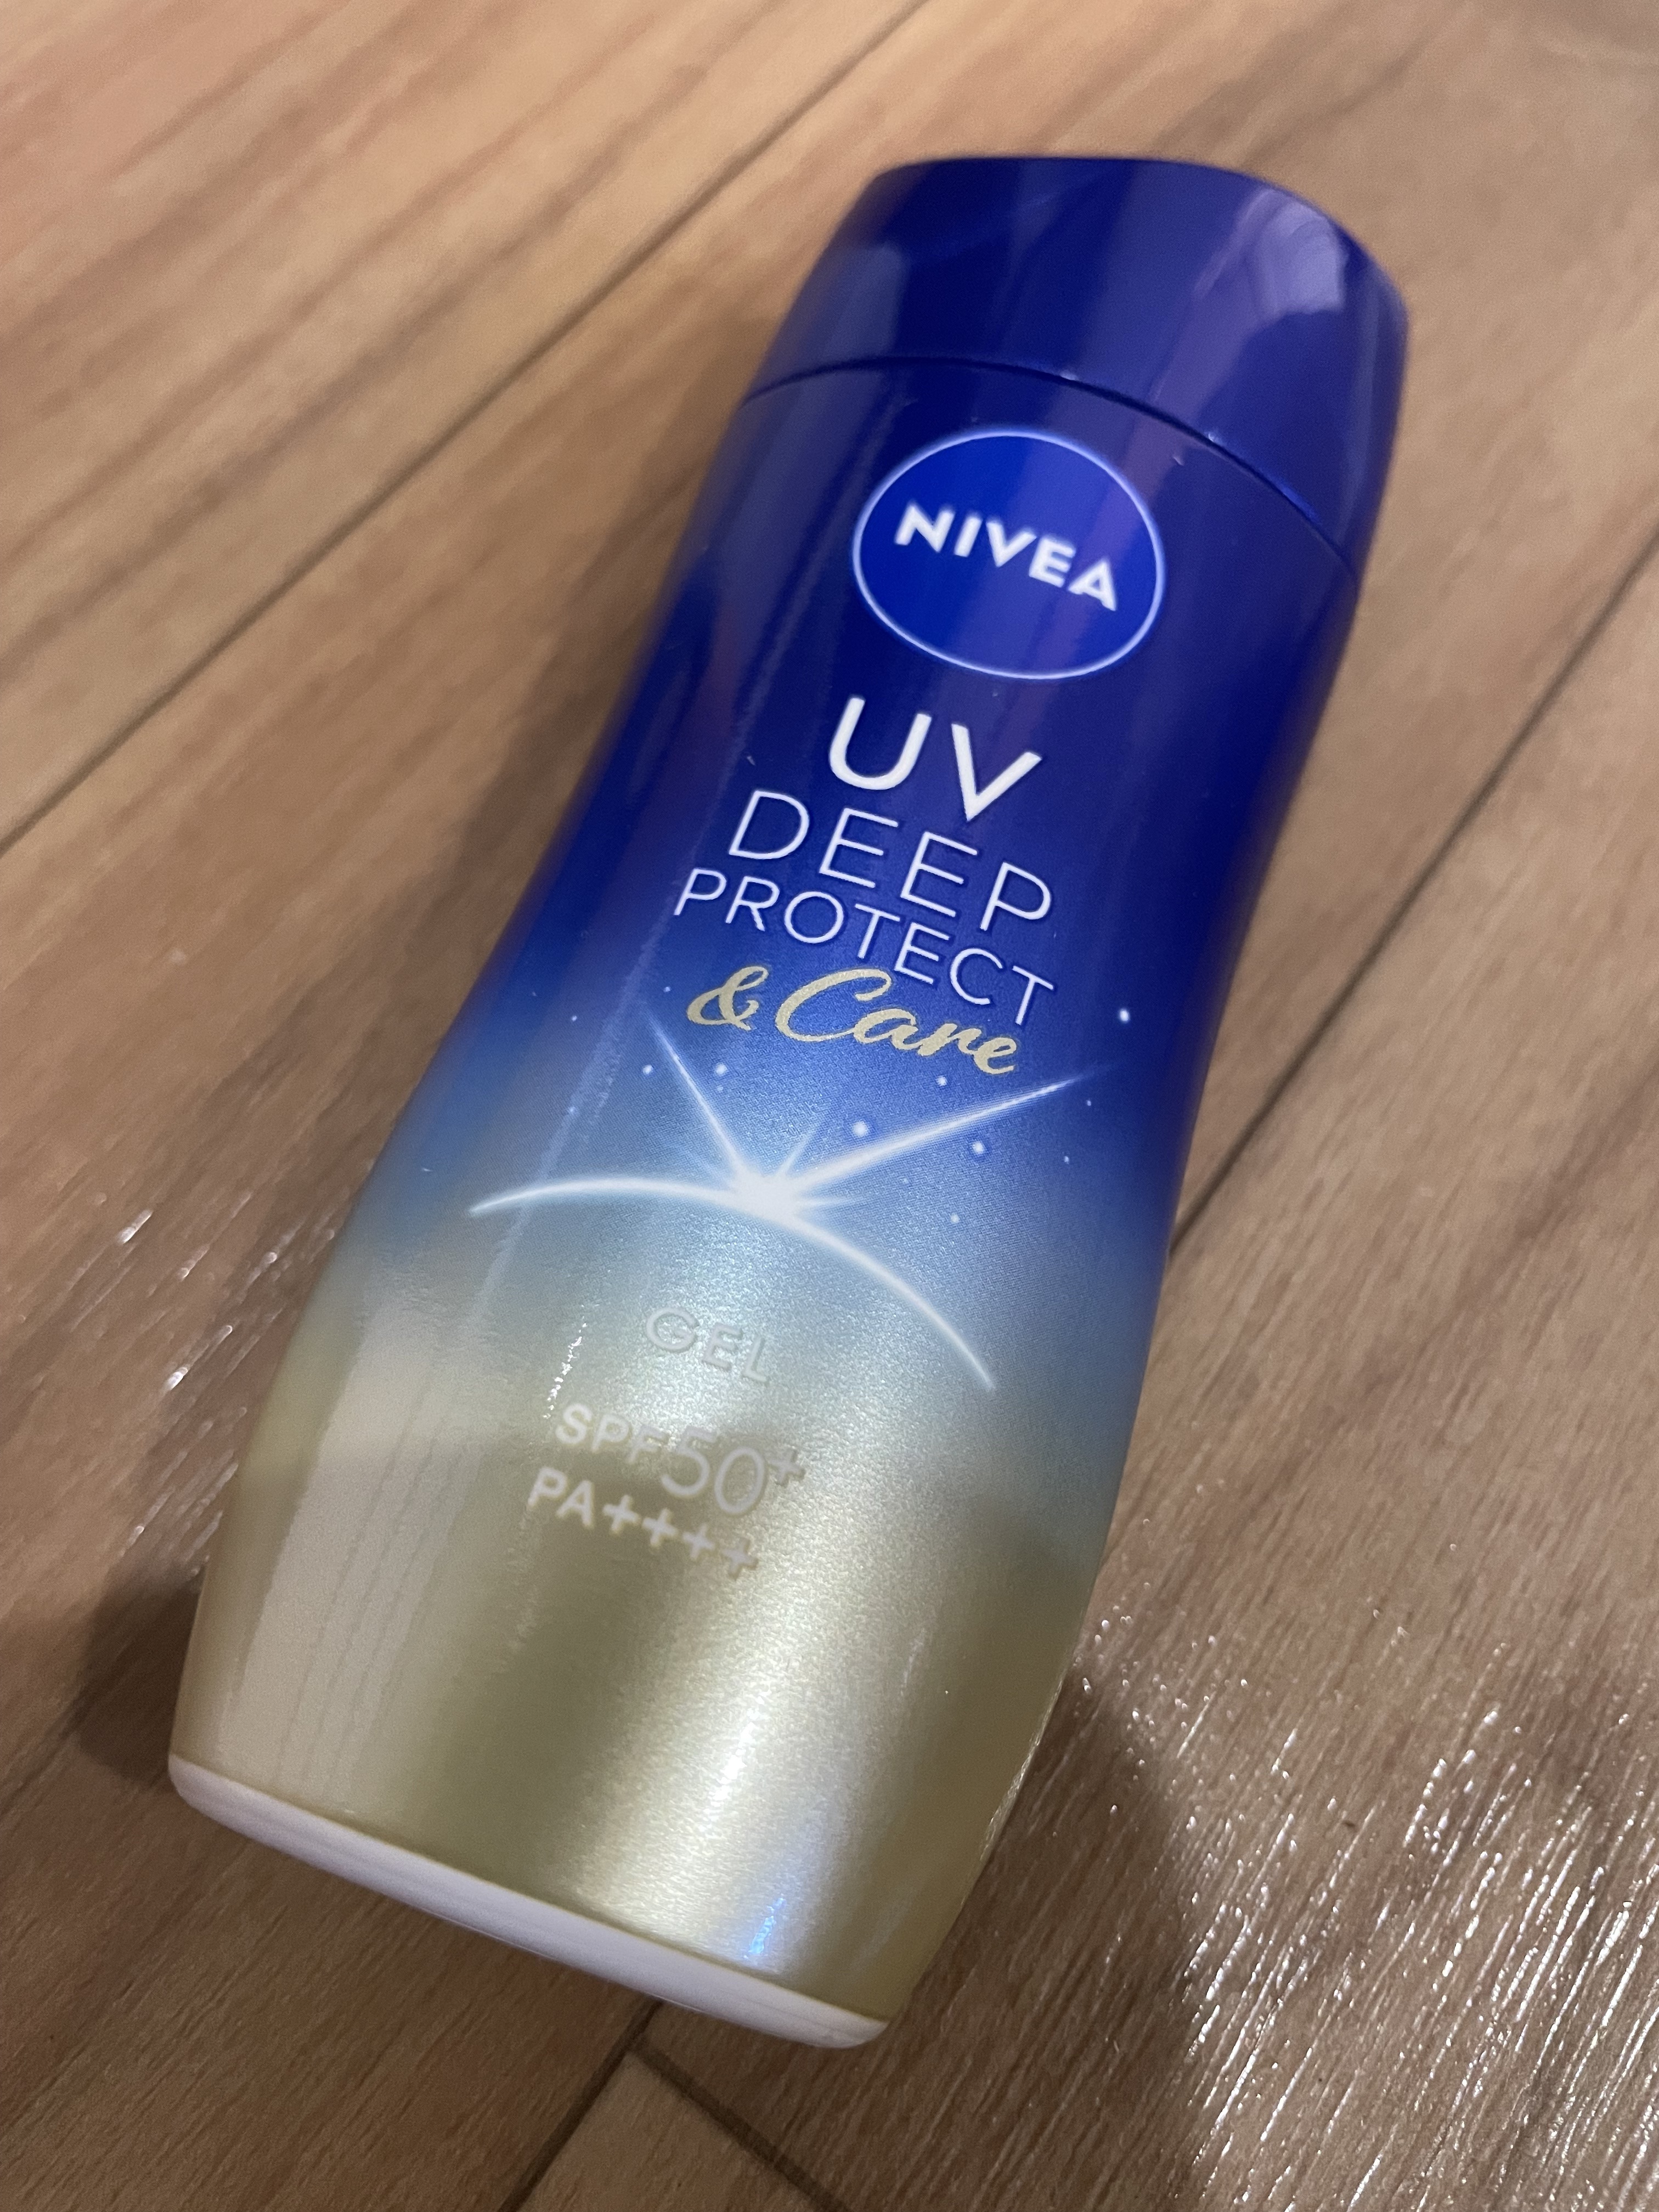 NIVEA
UV
DEEP
PROTECT
& Care
GEL
SPF50+
PA++++